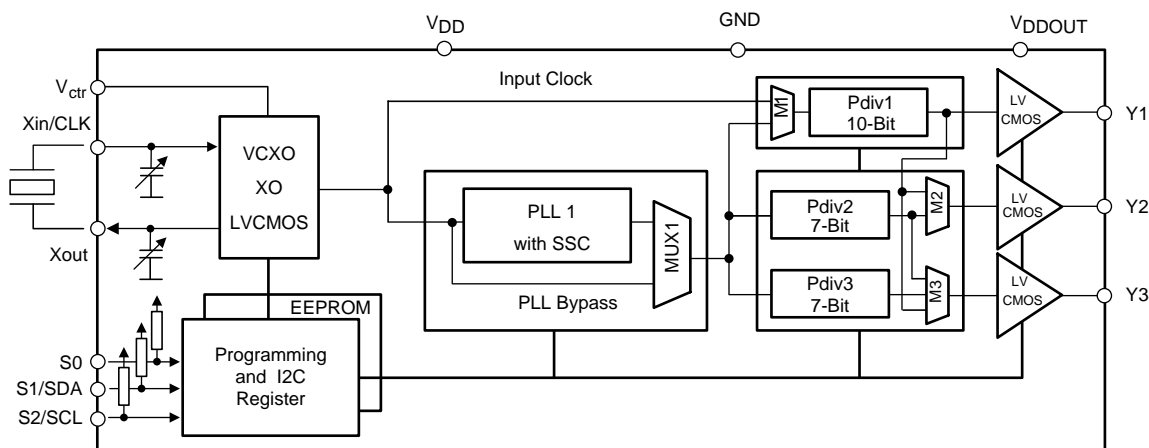 VDD
GND
VDDOUT
Vctr
Input Clock
Xin/CLK
VCXO
XO
LVCMOS
M1
Pdiv1
10-Bit
LV
CMOS
Y1
PLL 1
with SSC
MUX1
PLL Bypass
Pdiv2
7-Bit
M2
LV
CMOS
Y2
Xout
Pdiv3
7-Bit
M3
LV
CMOS
Y3
EEPROM
Programming
and I2C
Register
S0
S1/SDA
S2/SCL